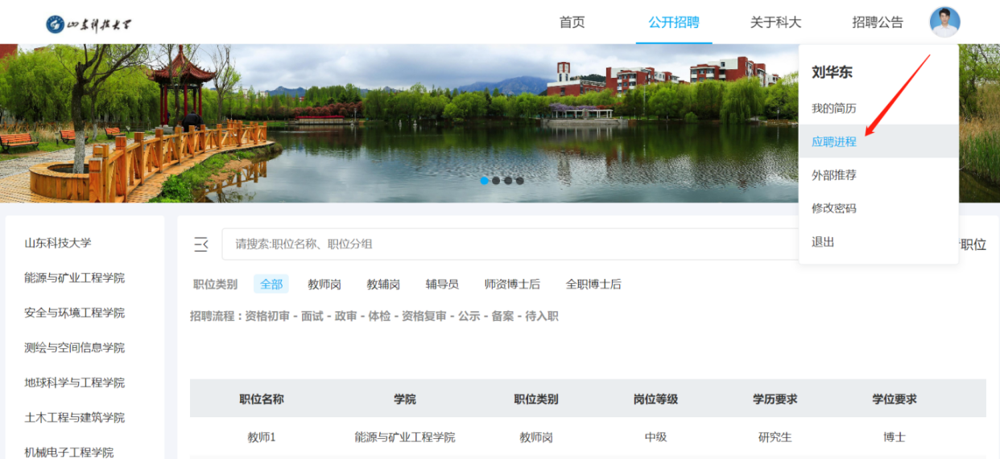 山东科技大学
首页 公开招聘 关于科大 招聘公告
刘华东
我的简历
应聘进程
外部推荐
修改密码
退出
山东科技大学
能源与矿业工程学院
安全与环境工程学院
测绘与空间信息学院
地球科学与工程学院
土木工程与建筑学院
机械电子工程学院
请搜索:职位名称、职位分组
职位
职位类别 全部 教师岗 教辅岗 辅导员 师资博士后 全职博士后
招聘流程：资格初审 - 面试 - 政审 - 体检 - 资格复审 - 公示 - 备案 - 待入职
职位名称 学院 职位类别 岗位等级 学历要求 学位要求
教师1 能源与矿业工程学院 教师岗 中级 研究生 博士